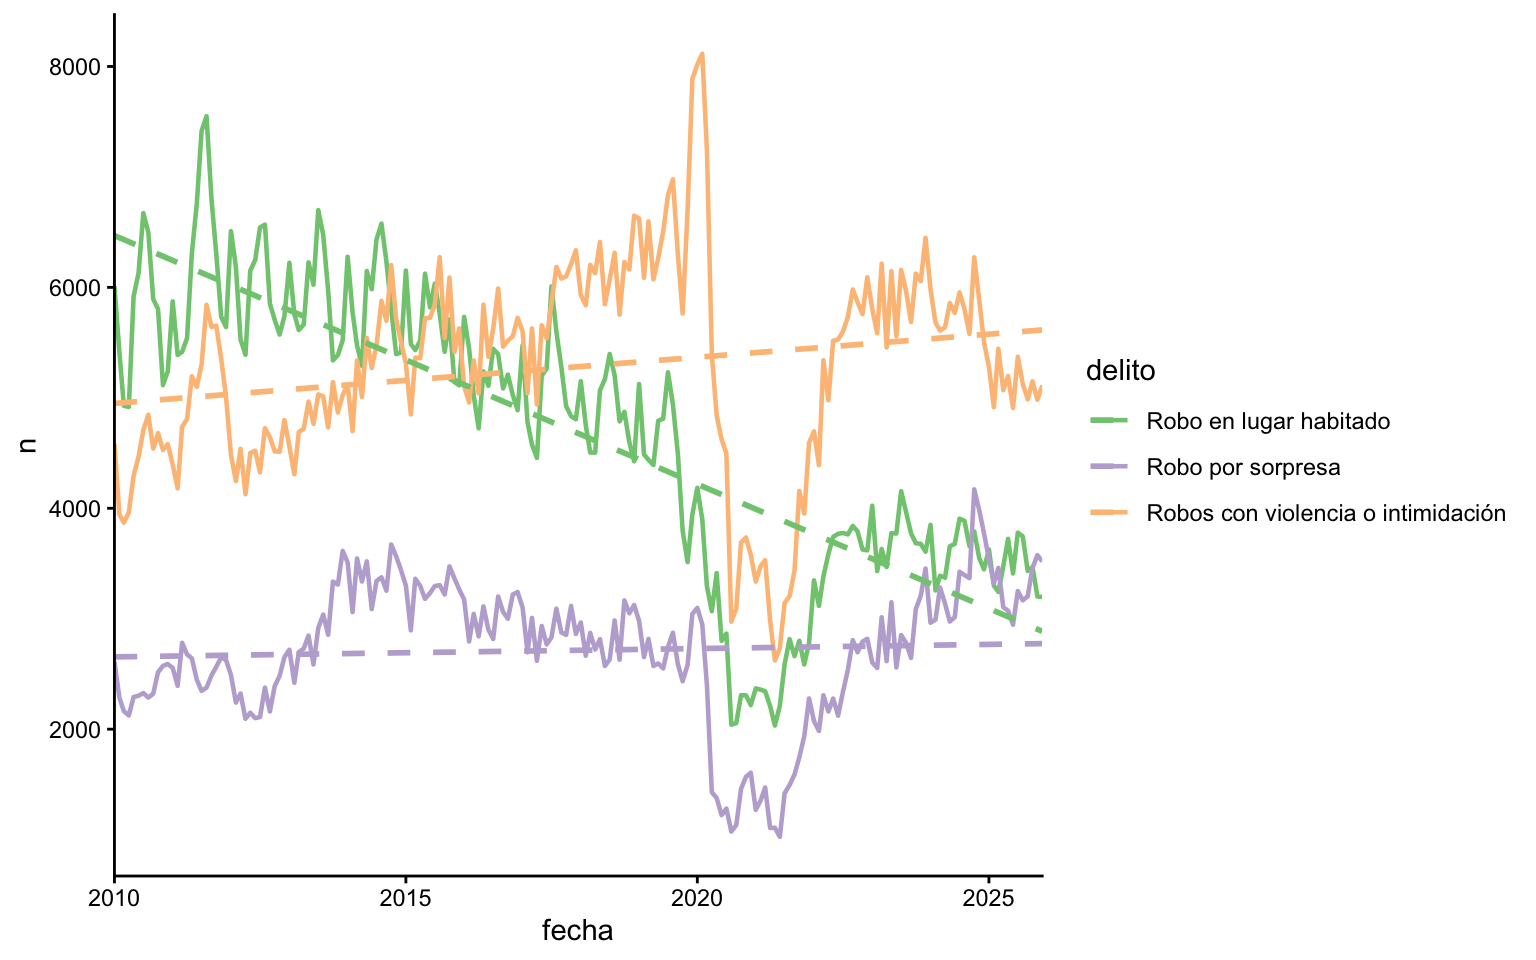 8000
6000
4000
2000
n
2010
2015
2020
2025
fecha
delito
Robo en lugar habitado
Robo por sorpresa
Robos con violencia o intimidación